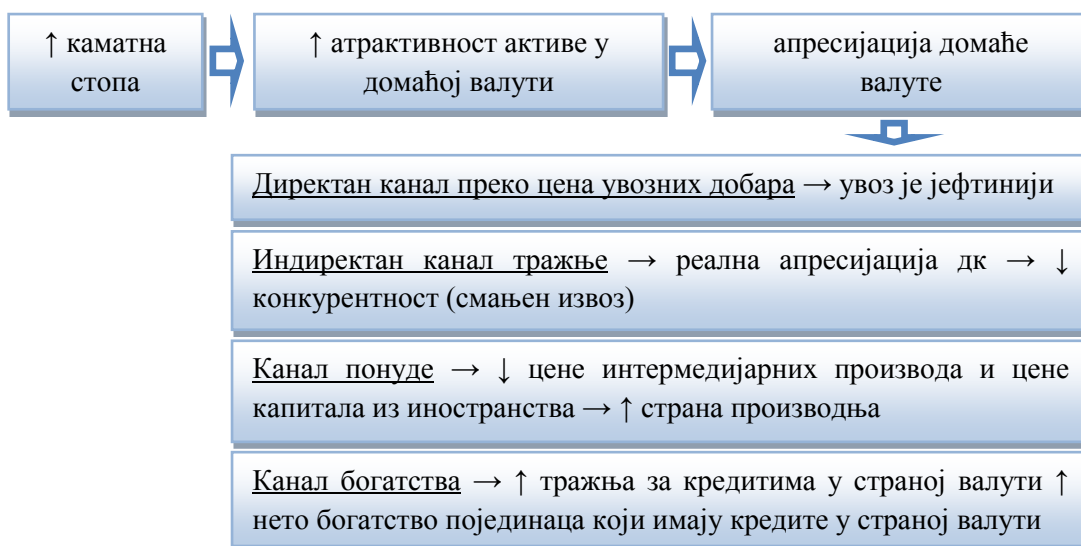 ↑ каматна
стопа
↑ атрактивност активе у
домаћој валути
апресијација домаће
валуте
Директан канал преко цена увозних добара → увоз је јефтинији
Индиректан канал тражње → реална апресијација дк → ↓
конкурентност (смањен извоз)
Канал понуде → ↓ цене интермедијарних производа и цене
капитала из иностранства → ↑ страна производња
Канал богатства → ↑ тражња за кредитима у страној валути ↑
нето богатство појединаца који имају кредите у страној валути